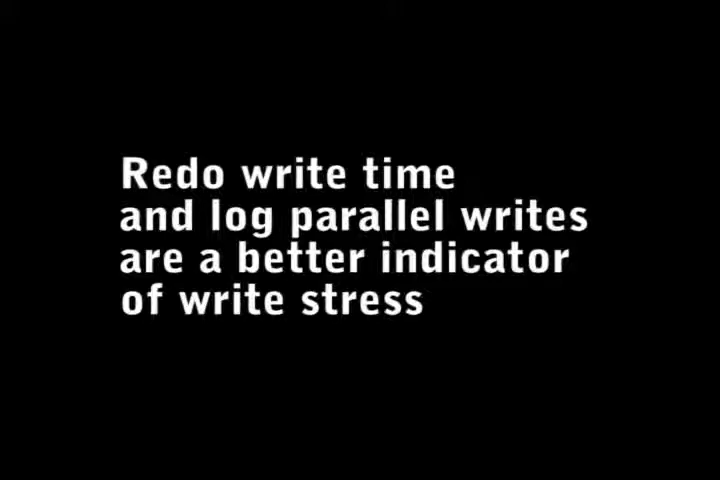 Redo write time
and log parallel writes
are a better indicator
of write stress